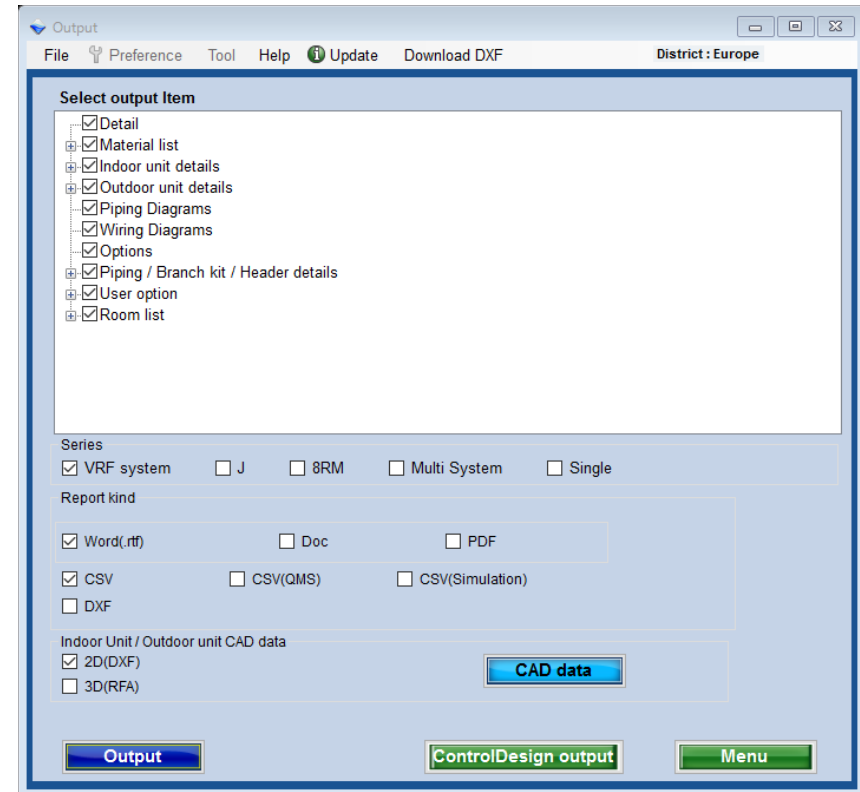 Output
File Preference Tool Help Update Download DXF District : Europe
Select output Item
Detail
Material list
Indoor unit details
Outdoor unit details
Piping Diagrams
Wiring Diagrams
Options
Piping / Branch kit / Header details
User option
Room list
Series
VRF system J 8RM Multi System Single
Report kind
Word(.rtf) Doc PDF
CSV CSV(QMS) CSV(Simulation)
DXF
Indoor Unit / Outdoor unit CAD data
2D(DXF)
CAD data
3D(RFA)
Output ControlDesign output Menu